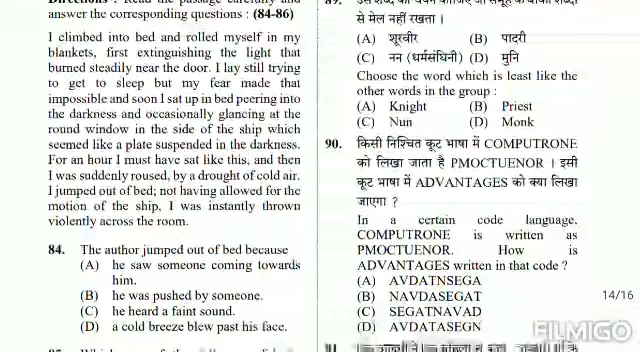 answer the corresponding questions : (84-86)
I climbed into bed and rolled myself in my
blankets, first extinguishing the light that
burned steadily near the door. I lay still trying
to get to sleep but my fear made that
impossible and soon I sat up in bed peering into
the darkness and occasionally glancing at the
round window in the side of the ship which
seemed like a plate suspended in the darkness.
For an hour I must have sat like this, and then
I was suddenly roused, by a drought of cold air.
I jumped out of bed; not having allowed for the
motion of the ship, I was instantly thrown
violently across the room.
84. The author jumped out of bed because
(A) he saw someone coming towards
him.
(B) he was pushed by someone.
(C) he heard a faint sound.
(D) a cold breeze blew past his face.
से मेल नहीं रखता ।
(A) शूरवीर (B) पादरी
(C) नन (धर्मसंघिनी) (D) मुनि
Choose the word which is least like the
other words in the group :
(A) Knight (B) Priest
(C) Nun (D) Monk
90. किसी निश्चित कूट भाषा में COMPUTRONE
को लिखा जाता है PMOCTUENOR । इसी
कूट भाषा में ADVANTAGES को क्या लिखा
जाएगा ?
In a certain code language,
COMPUTRONE is written as
PMOCTUENOR. How is
ADVANTAGES written in that code ?
(A) AVDATNSEGA
(B) NAVDASEGAT
(C) SEGATNAVAD
(D) AVDATASEGN
14/16
FILMIGO